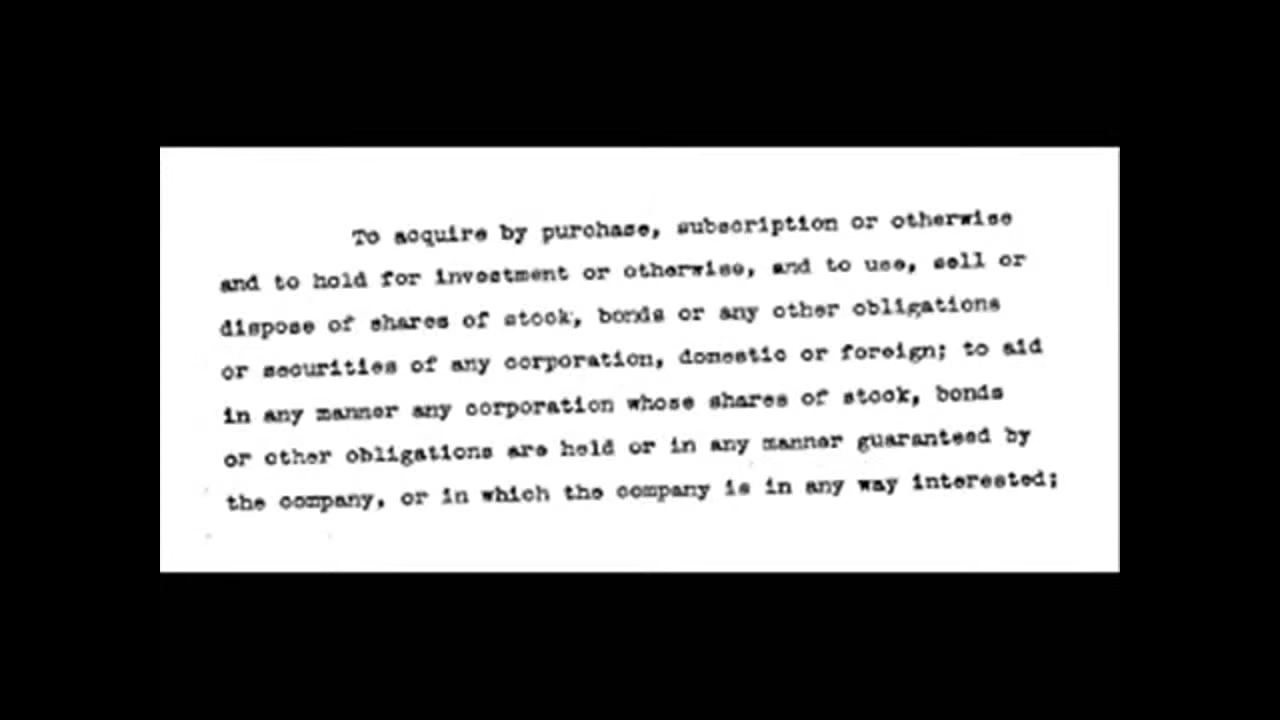 To acquire by purchase, subscription or otherwise
and to hold for investment or otherwise, and to use, sell or
dispose of shares of stock, bonds or any other obligations
or securities of any corporation, domestic or foreign; to aid
in any manner any corporation whose shares of stock, bonds
or other obligations are held or in any manner guaranteed by
the company, or in which the company is in any way interested;